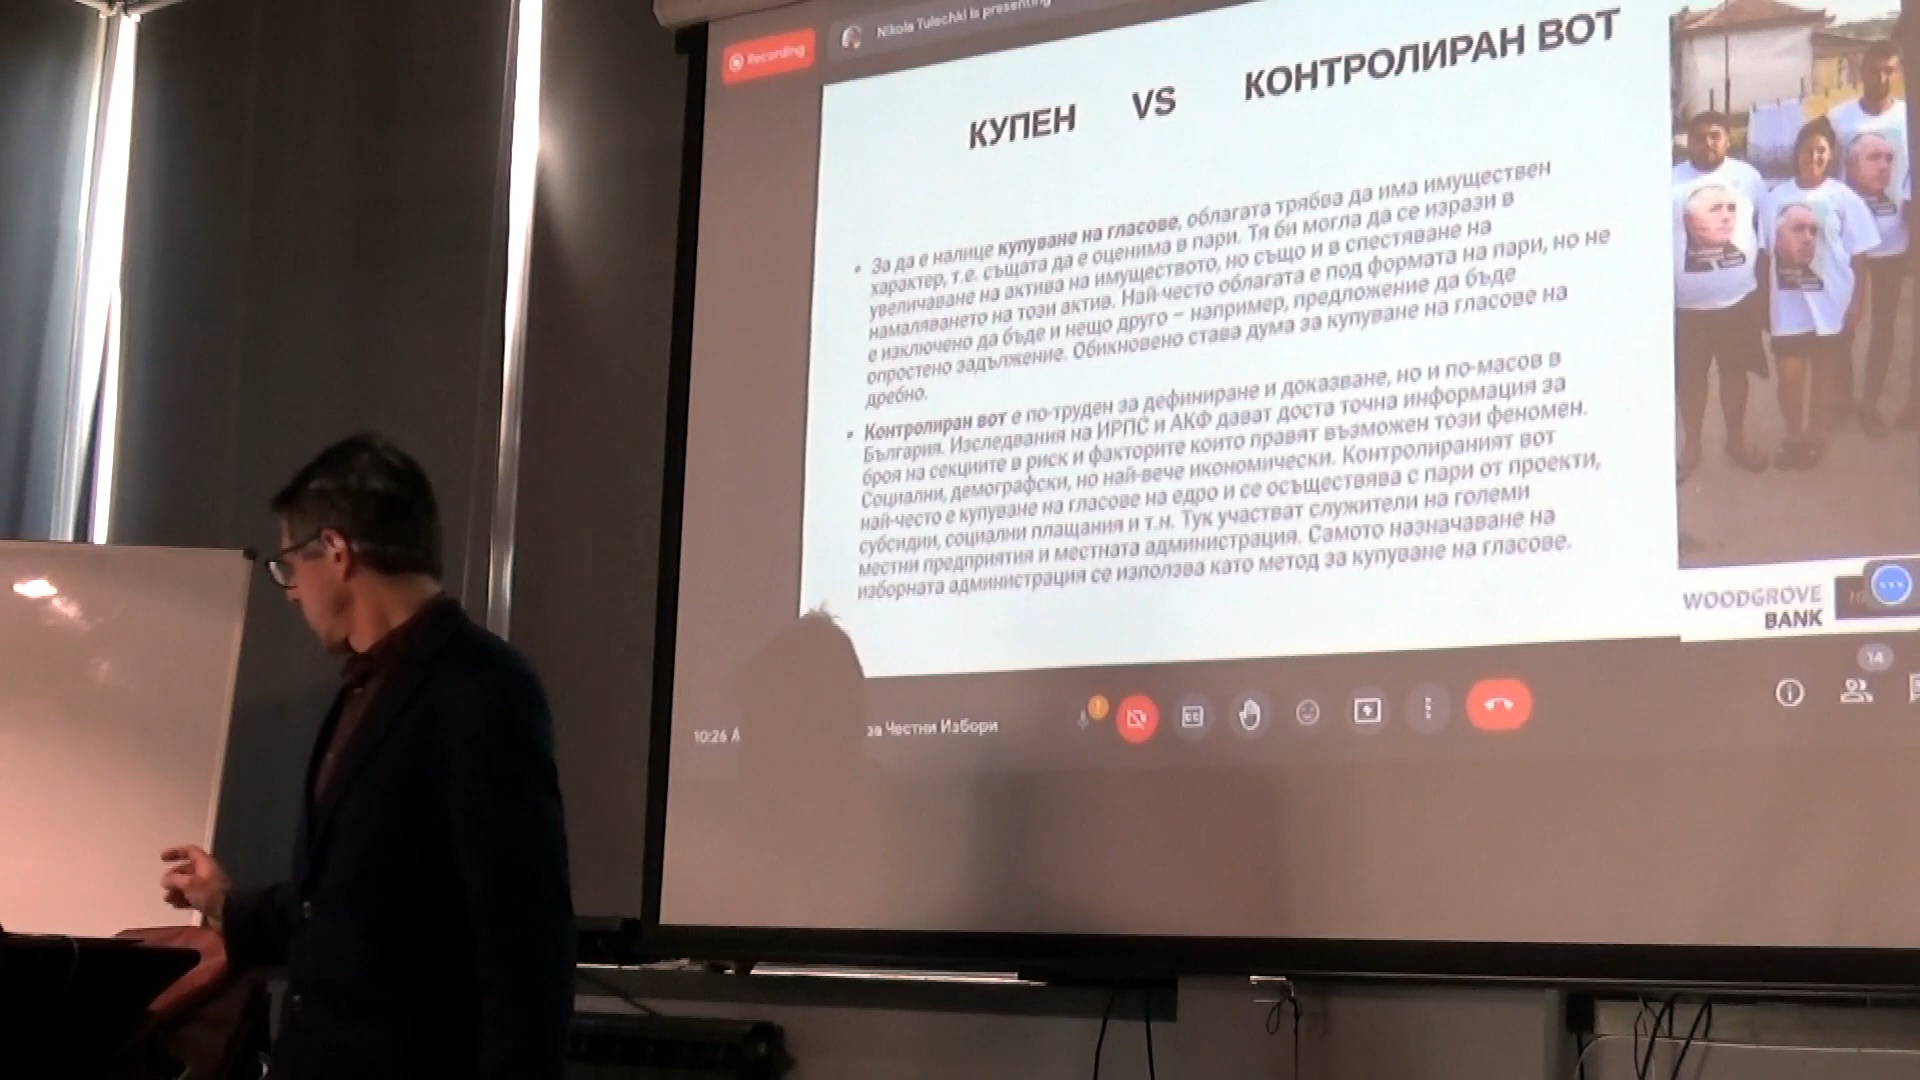 Recording
Nikola Tulechki is presenting
КУПЕН VS КОНТРОЛИРАН ВОТ
• За да е налице купуване на гласове, облагата трябва да има имуществен
характер, т.е. същата да е оценима в пари. Тя би могла да се изрази в
увеличаване на актива на имуществото, но също и в спестяване на
намаляването на този актив. Най-често облагата е под формата на пари, но не
е изключено да бъде и нещо друго – например, предложение да бъде
опростено задължение. Обикновено става дума за купуване на гласове на
дребно.
• Контролиран вот е по-труден за дефиниране и доказване, но и по-масов в
България. Изследвания на ИРПС и АКФ дават доста точна информация за
броя на секциите в риск и факторите които правят възможен този феномен.
Социални, демографски, но най-вече икономически. Контролираният вот
най-често е купуване на гласове на едро и се осъществява с пари от проекти,
субсидии, социални плащания и т.н. Тук участват служители на големи
местни предприятия и местната администрация. Самото назначаване на
изборната администрация се използва като метод за купуване на гласове.
WOODGROVE
BANK
10
14
10:26 A
за Честни Избори